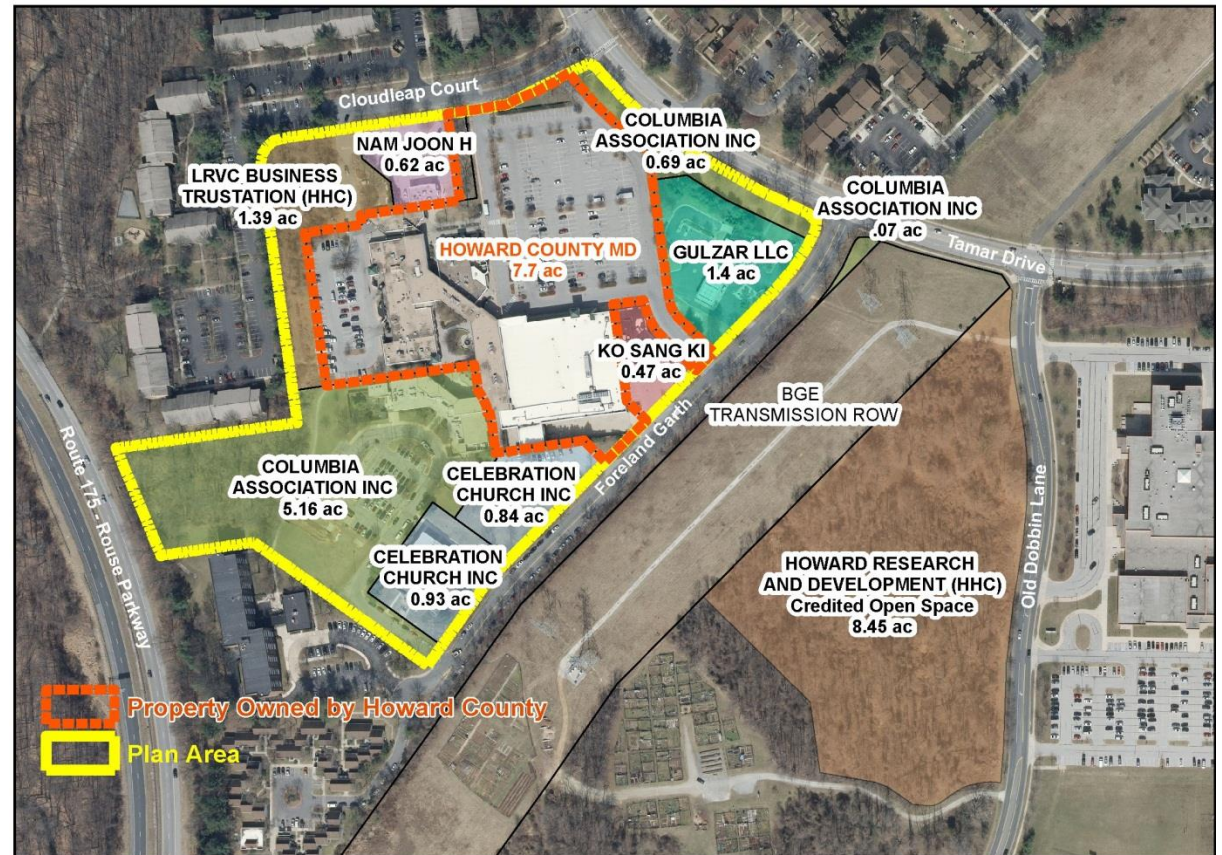 Cloudleap Court
NAM JOON H
0.62 ac
COLUMBIA
ASSOCIATION INC
0.69 ac
LRVC BUSINESS
TRUSTATION (HHC)
1.39 ac
COLUMBIA
ASSOCIATION INC
.07 ac
Tamar Drive
HOWARD COUNTY MD
7.7 ac
GULZAR LLC
1.4 ac
KO SANG KI
0.47 ac
BGE
TRANSMISSION ROW
Foreland Garth
Route 175 - Rouse Parkway
COLUMBIA
ASSOCIATION INC
5.16 ac
CELEBRATION
CHURCH INC
0.84 ac
CELEBRATION
CHURCH INC
0.93 ac
HOWARD RESEARCH
AND DEVELOPMENT (HHC)
Credited Open Space
8.45 ac
Old Dobbin Lane
Property Owned by Howard County
Plan Area